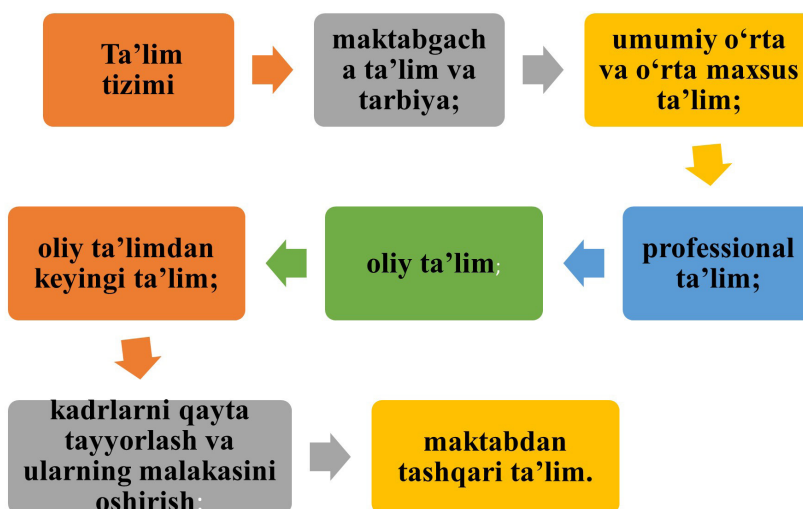 Ta’lim
tizimi
maktabgach
a ta’lim va
tarbiya;
umumiy o‘rta
va o‘rta maxsus
ta’lim;
professional
ta’lim;
oliy ta’lim;
oliy ta’limdan
keyingi ta’lim;
kadrlarni qayta
tayyorlash va
ularning malakasini
oshirish;
maktabdan
tashqari ta’lim.